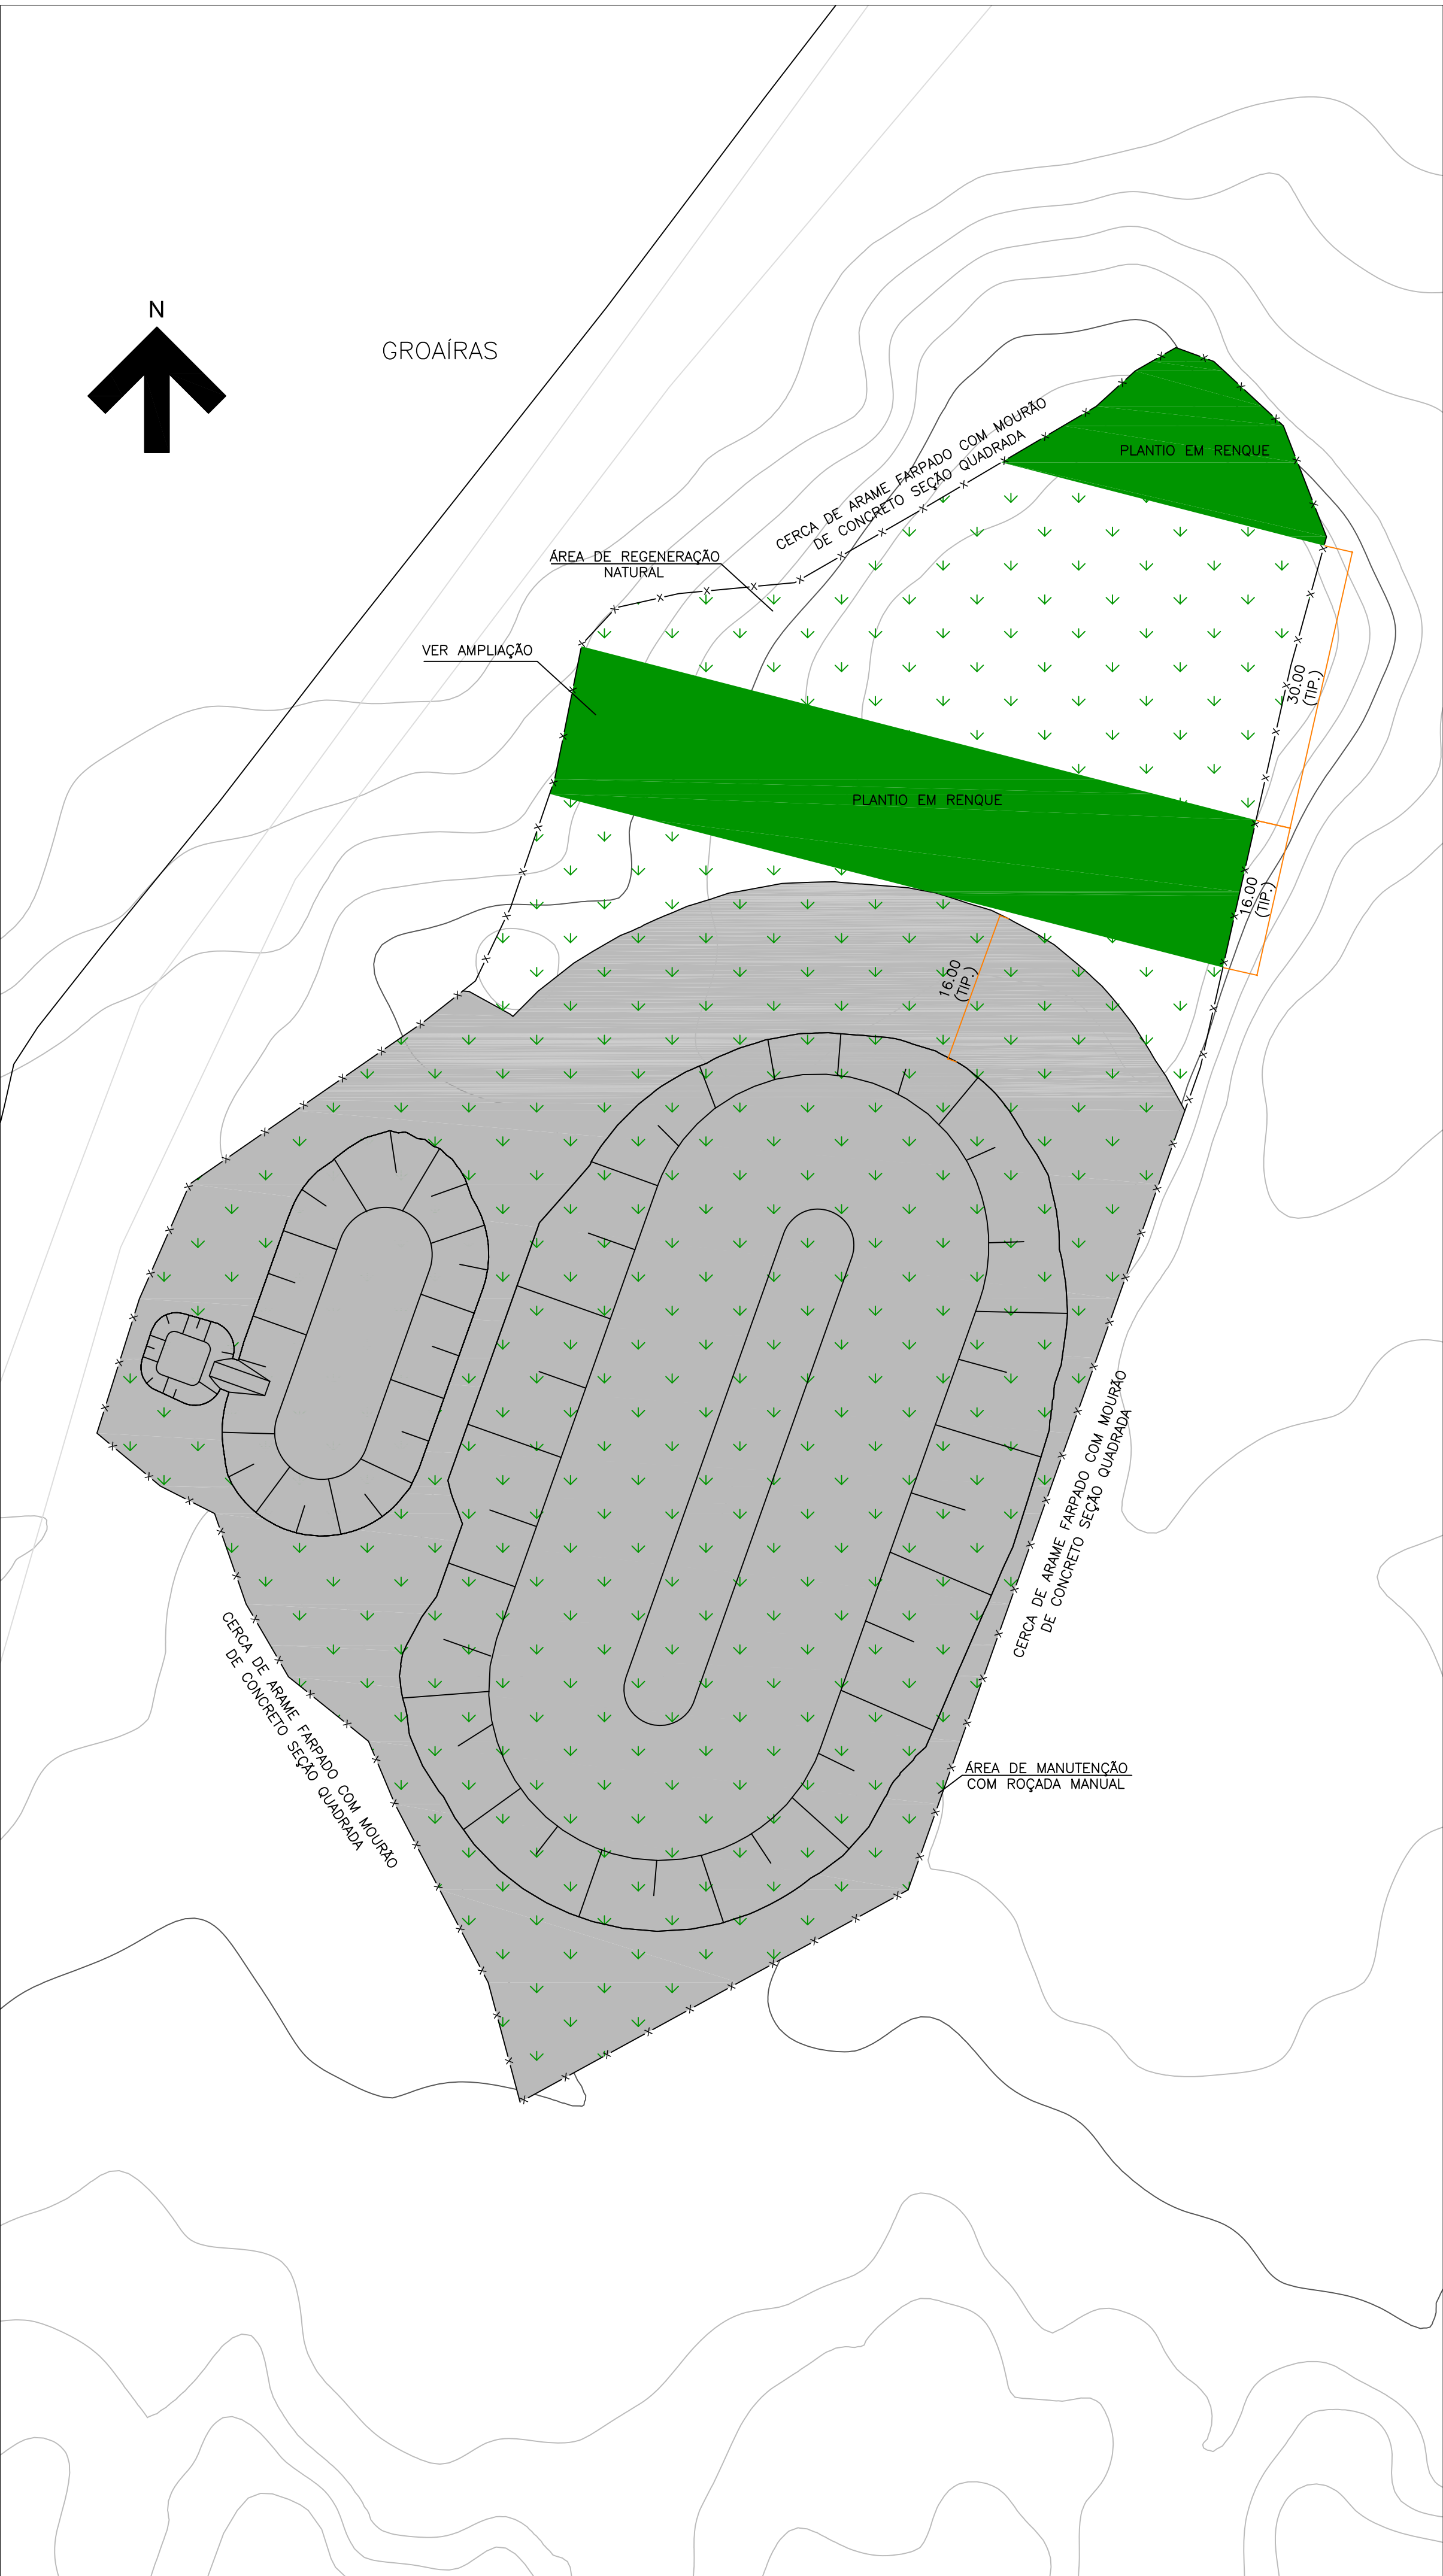 N
GROAÍRAS
CERCA DE ARAME FARPADO COM MOURÃO
DE CONCRETO SEÇÃO QUADRADA
PLANTIO EM RENQUE
ÁREA DE REGENERAÇÃO
NATURAL
VER AMPLIAÇÃO
30.00
(TIP.)
PLANTIO EM RENQUE
16.00
(TIP.)
16.00
(TIP.)
CERCA DE ARAME FARPADO COM MOURÃO
DE CONCRETO SEÇÃO QUADRADA
CERCA DE ARAME FARPADO COM MOURÃO
DE CONCRETO SEÇÃO QUADRADA
ÁREA DE MANUTENÇÃO
COM ROÇADA MANUAL